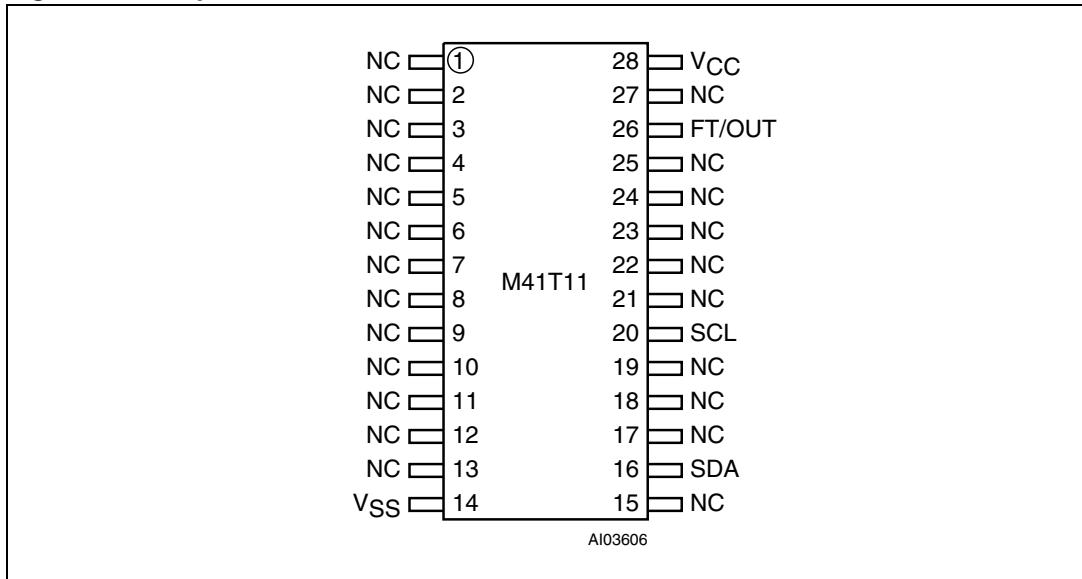 NC 1 28 VCC
NC 2 27 NC
NC 3 26 FT/OUT
NC 4 25 NC
NC 5 24 NC
NC 6 23 NC
NC 7 22 NC
M41T11
NC 8 21 NC
NC 9 20 SCL
NC 10 19 NC
NC 11 18 NC
NC 12 17 NC
NC 13 16 SDA
VSS 14 15 NC
AI03606